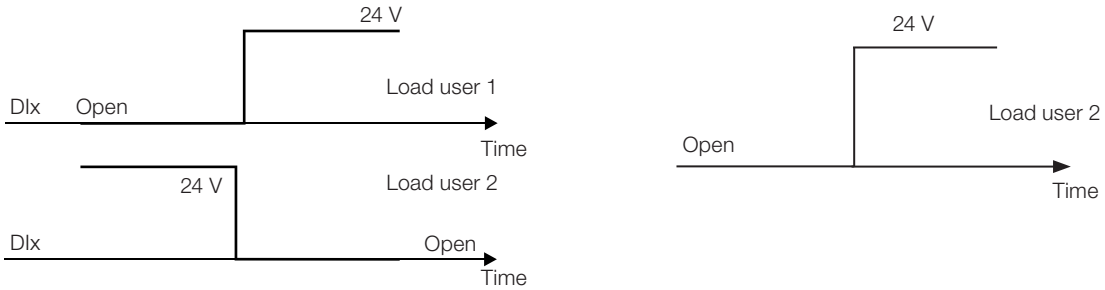 24 V
Load user 1
DIx Open
Time
24 V
Load user 2
DIx
Open
Time
24 V
Load user 2
Open
Time